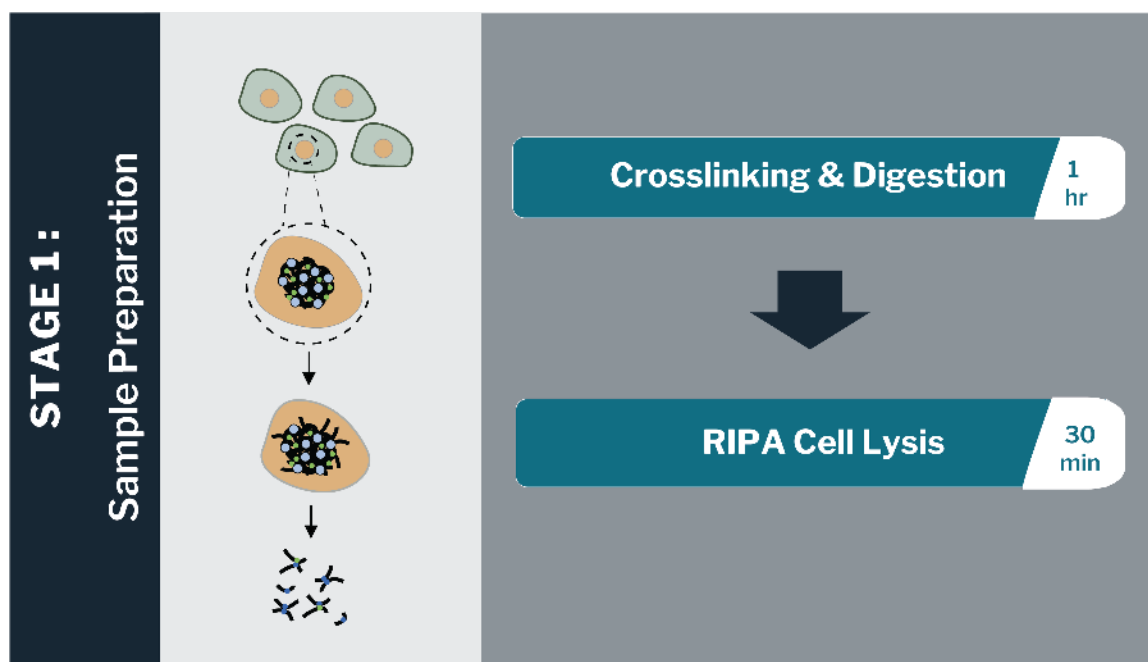 STAGE 1:
Sample Preparation
Crosslinking & Digestion
1
hr
RIPA Cell Lysis
30
min